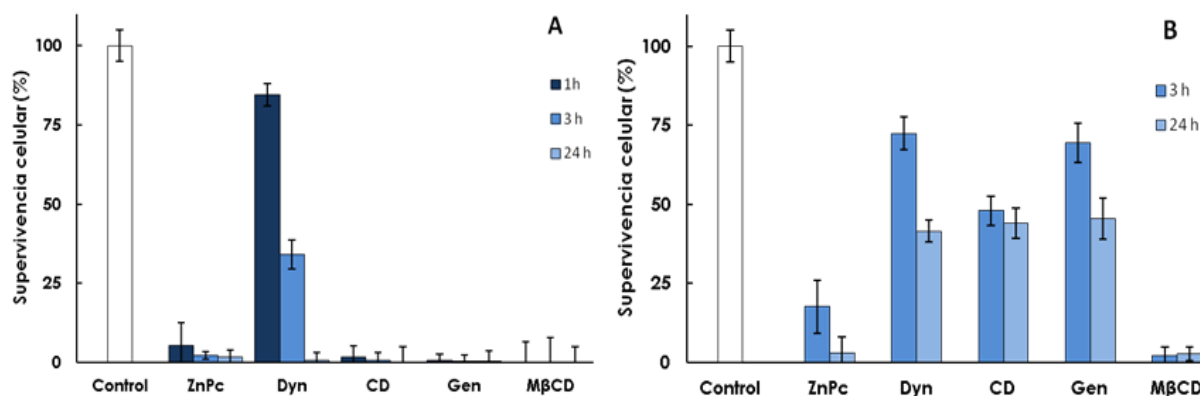 A
Supervivencia celular (%)
100
75
50
25
0
1h
3 h
24 h
Control ZnPc Dyn CD Gen MβCD
B
Supervivencia celular (%)
100
75
50
25
0
3 h
24 h
Control ZnPc Dyn CD Gen MβCD